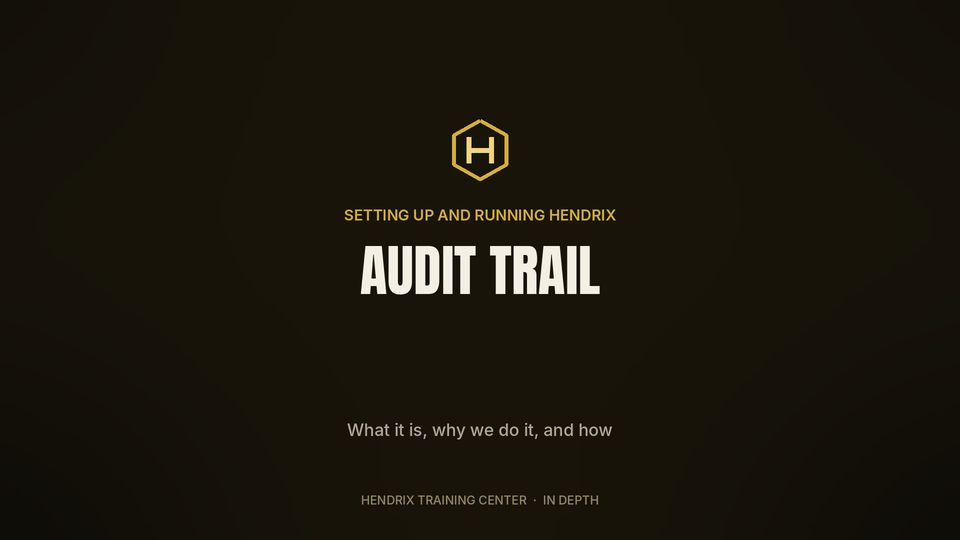 H
SETTING UP AND RUNNING HENDRIX
AUDIT TRAIL
What it is, why we do it, and how
HENDRIX TRAINING CENTER · IN DEPTH